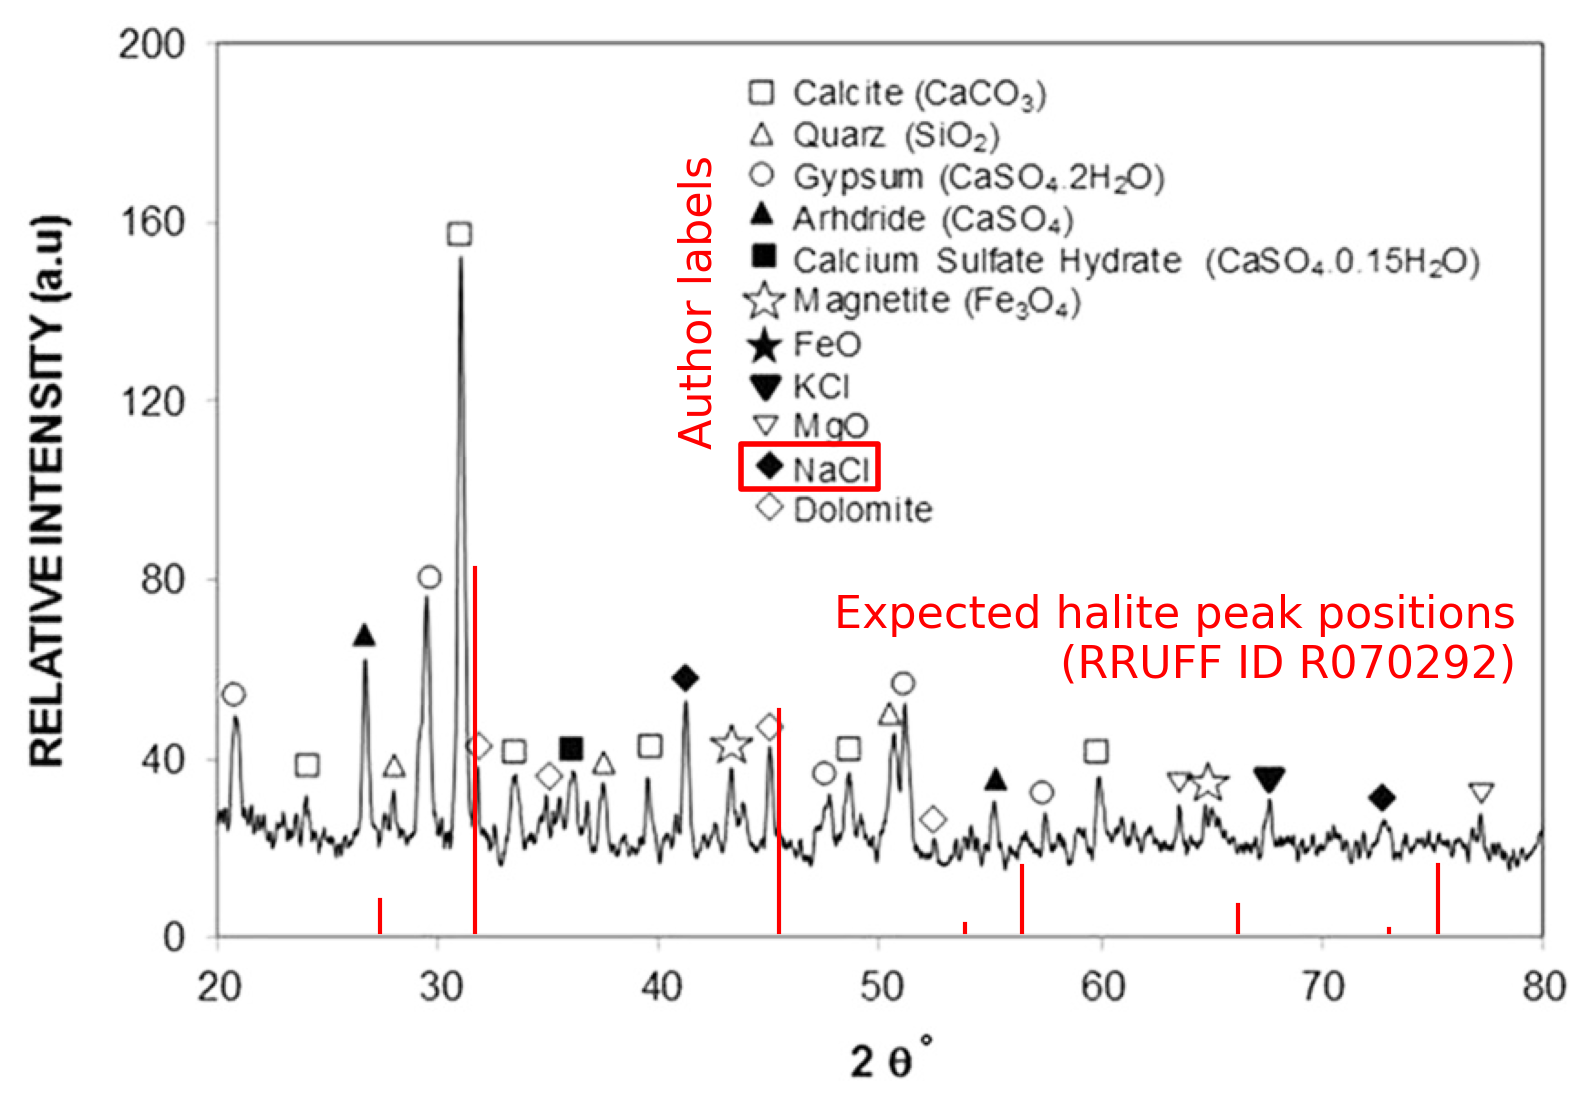 200
160
120
80
40
0
RELATIVE INTENSITY (a.u)
Author labels
Calcite (CaCO₃)
Quarz (SiO₂)
Gypsum (CaSO₄.2H₂O)
Arhdride (CaSO₄)
Calcium Sulfate Hydrate (CaSO₄.0.15H₂O)
Magnetite (Fe₃O₄)
FeO
KCl
MgO
NaCl
Dolomite
Expected halite peak positions
(RRUFF ID R070292)
20 30 40 50 60 70 80
2 θ°